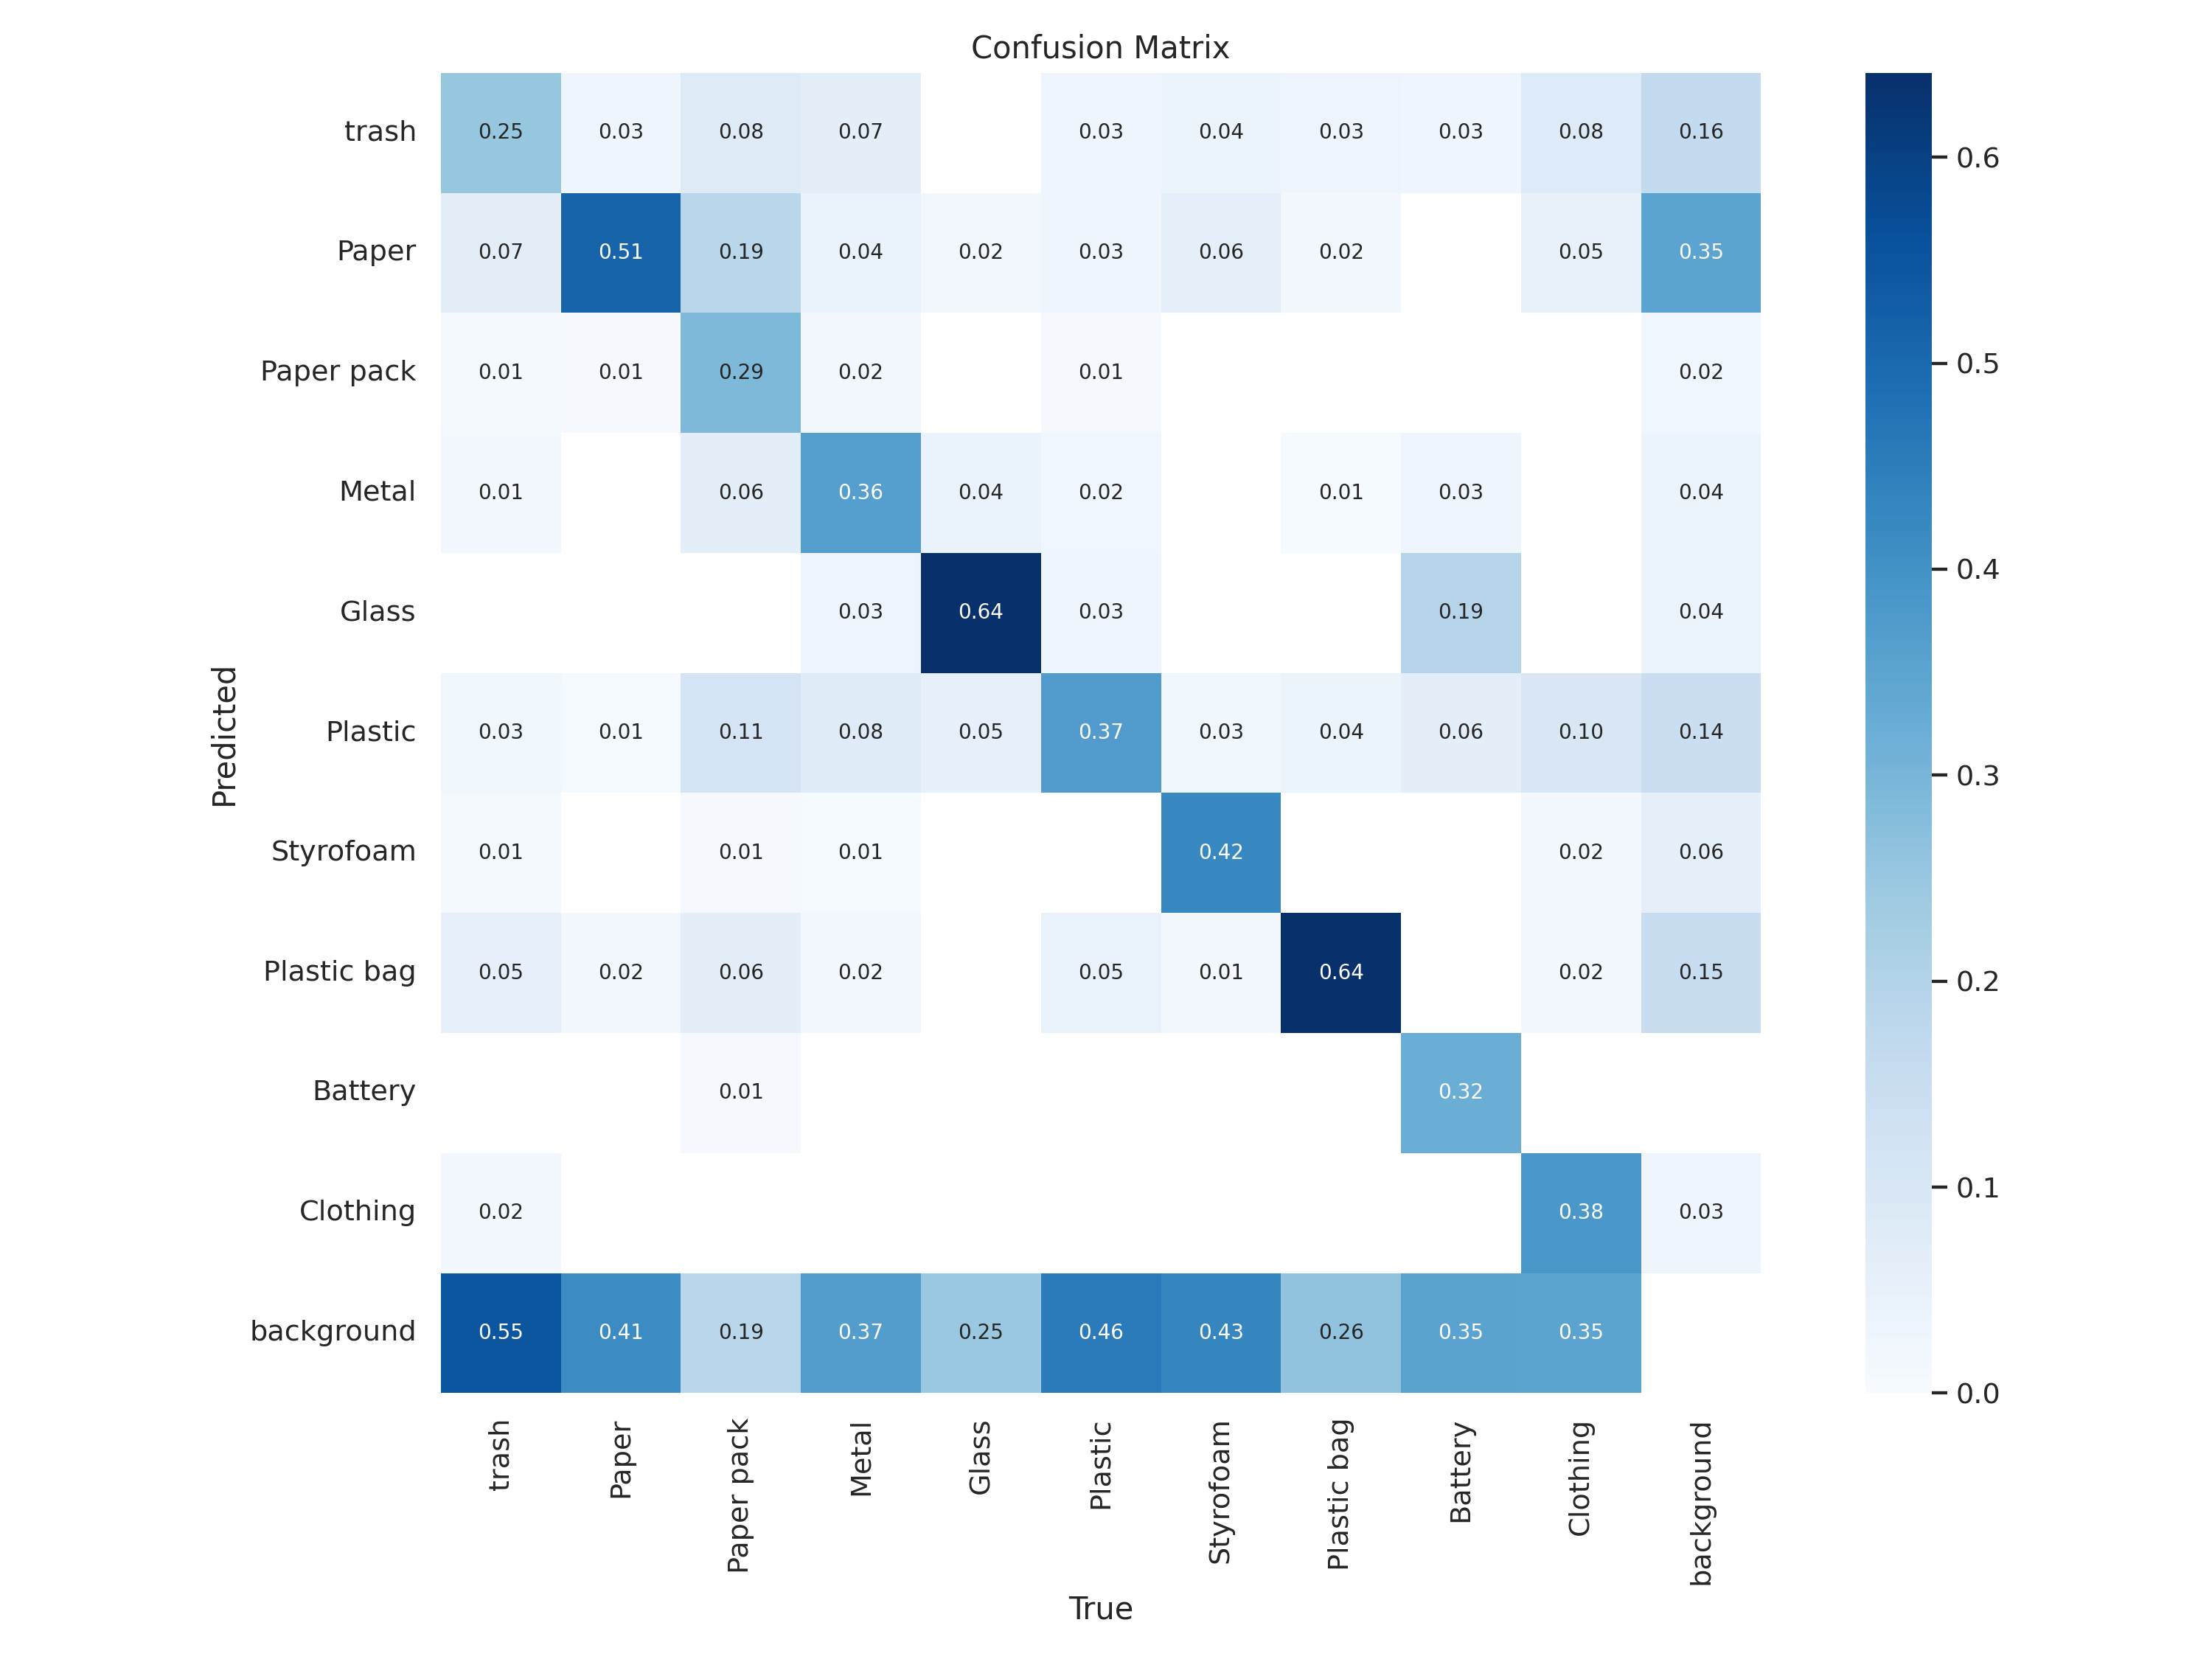 Confusion Matrix
trash 0.25 0.03 0.08 0.07 0.03 0.04 0.03 0.03 0.08 0.16
Paper 0.07 0.51 0.19 0.04 0.02 0.03 0.06 0.02 0.05 0.35
Paper pack 0.01 0.01 0.29 0.02 0.01 0.02
Metal 0.01 0.06 0.36 0.04 0.02 0.01 0.03 0.04
Glass 0.03 0.64 0.03 0.19 0.04
Plastic 0.03 0.01 0.11 0.08 0.05 0.37 0.03 0.04 0.06 0.10 0.14
Styrofoam 0.01 0.01 0.01 0.42 0.02 0.06
Plastic bag 0.05 0.02 0.06 0.02 0.05 0.01 0.64 0.02 0.15
Battery 0.01 0.32
Clothing 0.02 0.38 0.03
background 0.55 0.41 0.19 0.37 0.25 0.46 0.43 0.26 0.35 0.35
Predicted
trash Paper Paper pack Metal Glass Plastic Styrofoam Plastic bag Battery Clothing background
True
0.6
0.5
0.4
0.3
0.2
0.1
0.0